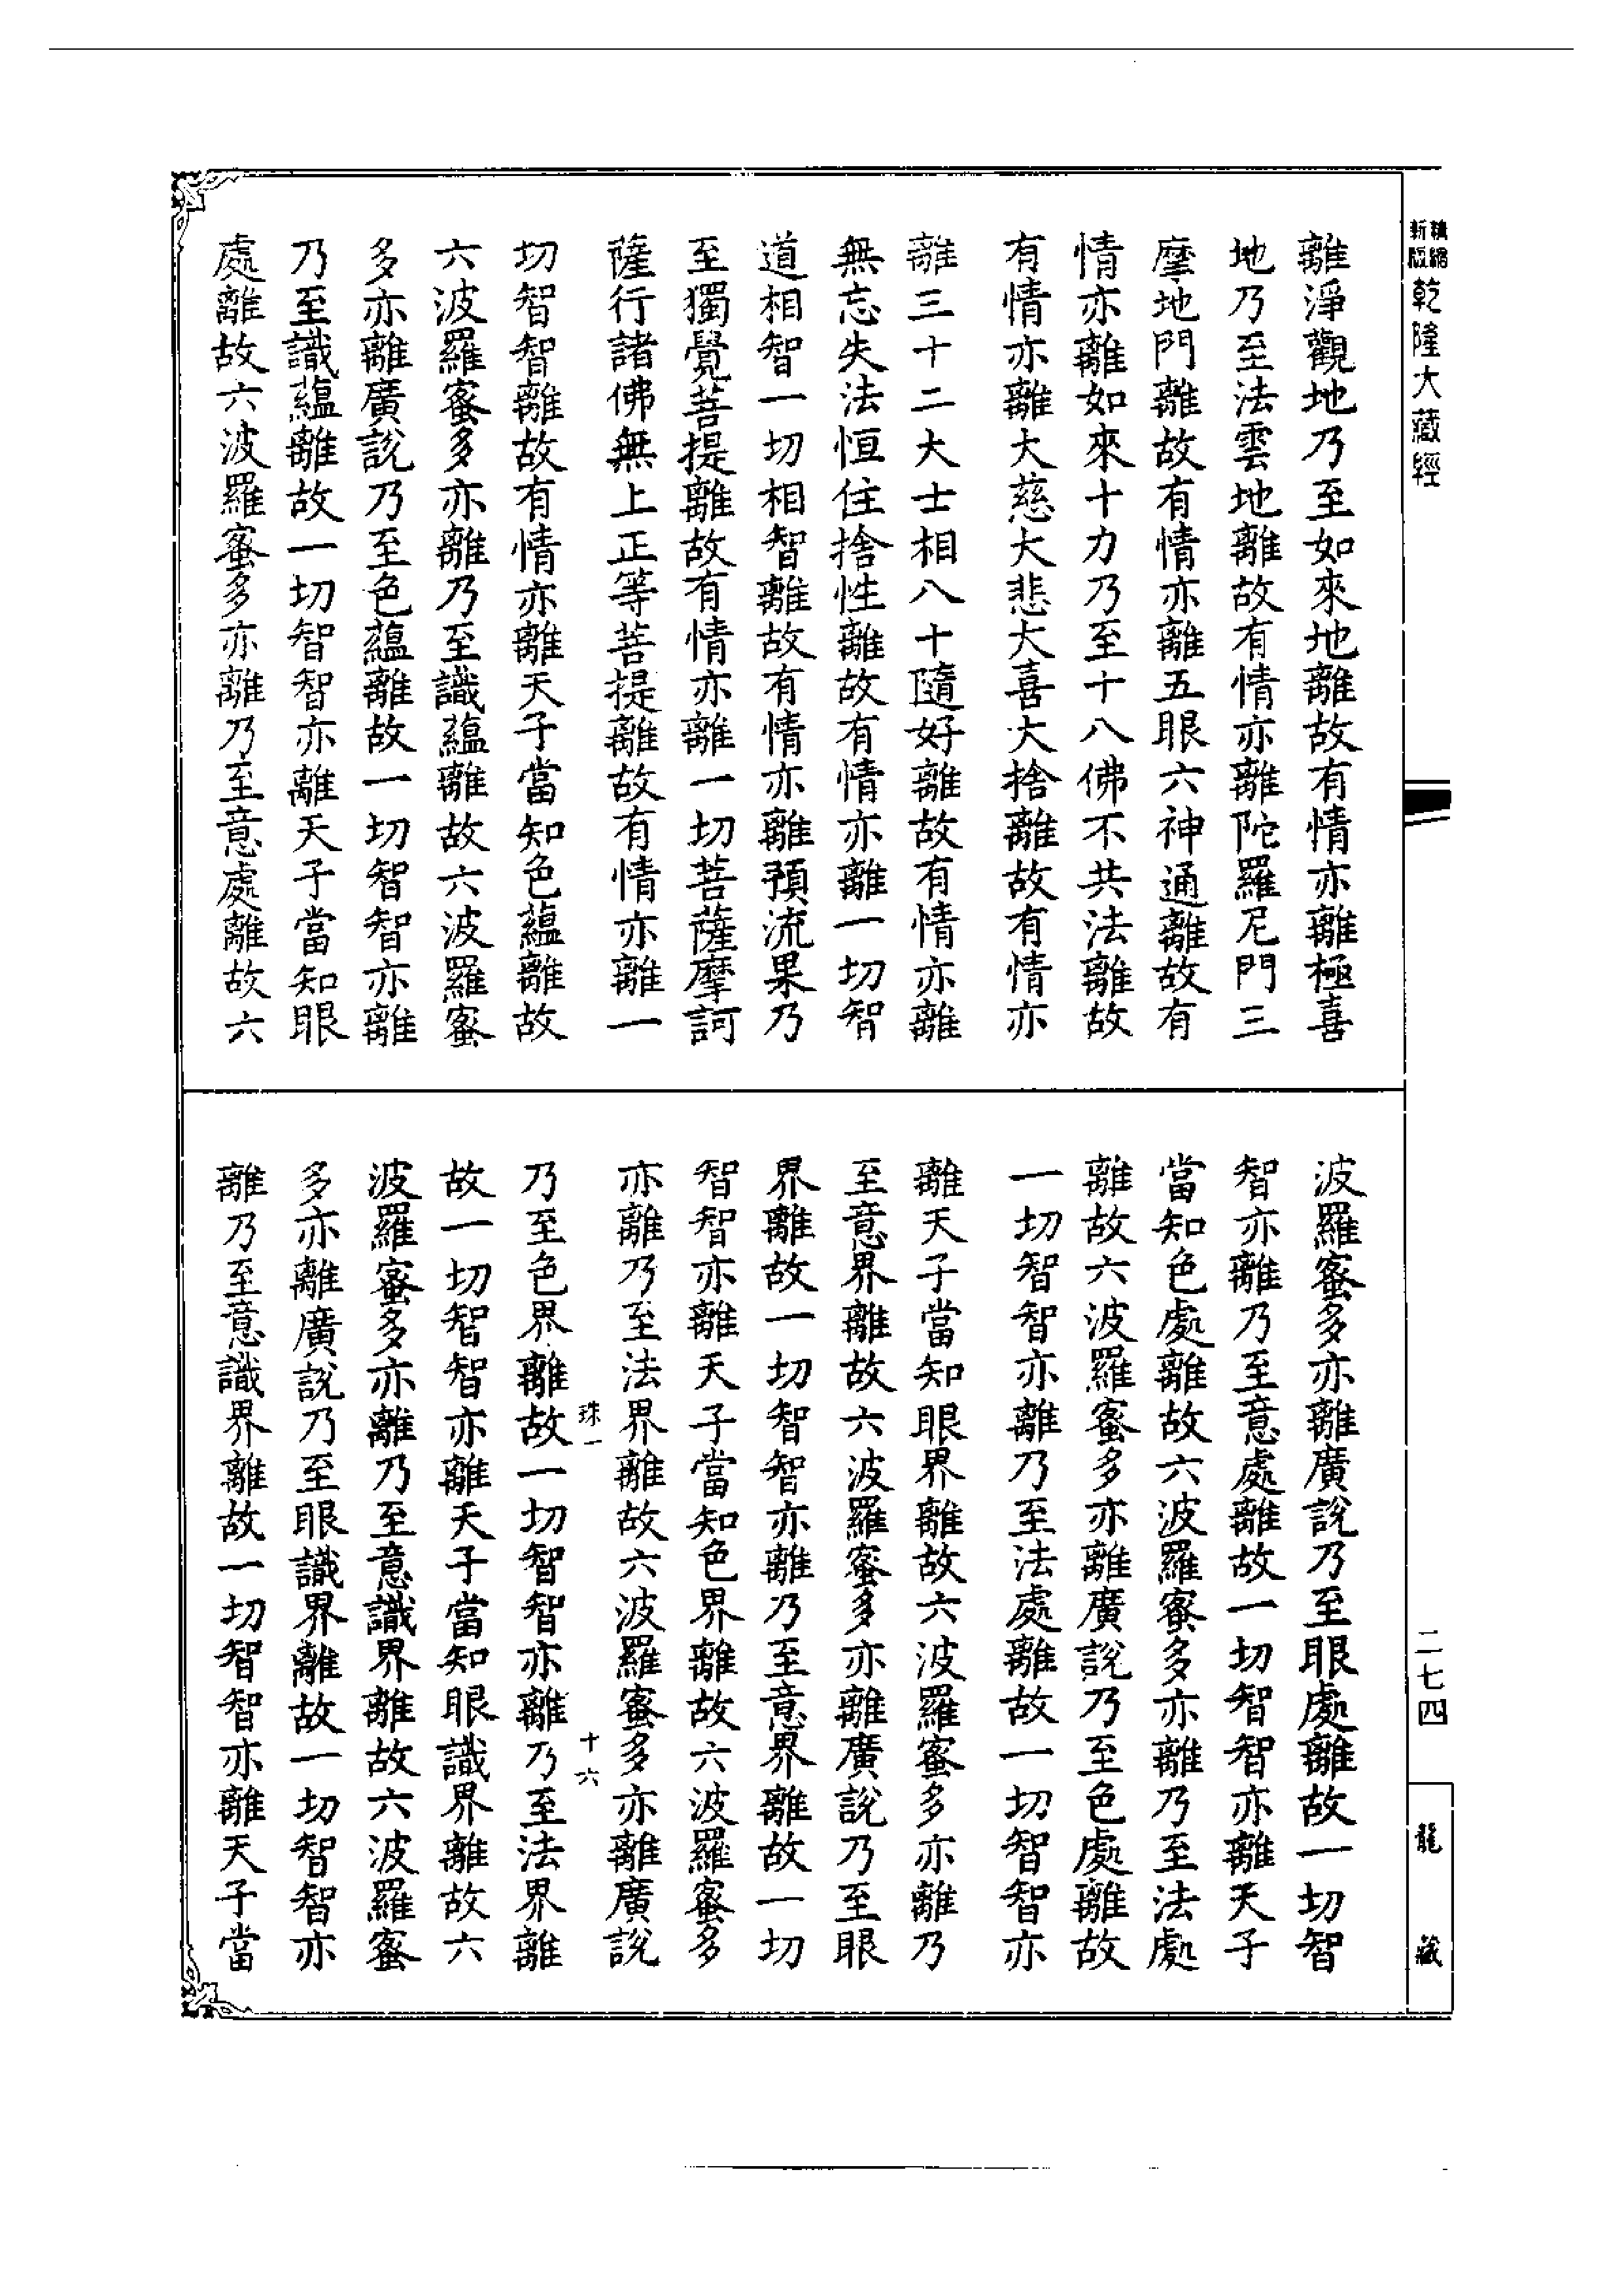 精縮新版乾隆大藏經
二七四
龍藏
離淨觀地乃至如來地離故有情亦離極喜
地乃至法雲地離故有情亦離陀羅尼門三
摩地門離故有情亦離五眼六神通離故有
情亦離如來十力乃至十八佛不共法離故
有情亦離大慈大悲大喜大捨離故有情亦
離三十二大士相八十隨好離故有情亦離
無忘失法恒住捨性離故有情亦離一切智
道相智一切相智離故有情亦離預流果乃
至獨覺菩提離故有情亦離一切菩薩摩訶
薩行諸佛無上正等菩提離故有情亦離一
切智智離故有情亦離天子當知色蘊離故
六波羅蜜多亦離乃至識蘊離故六波羅蜜
多亦離廣說乃至色蘊離故一切智智亦離
乃至識蘊離故一切智智亦離天子當知眼
處離故六波羅蜜多亦離乃至意處離故六
波羅蜜多亦離廣說乃至眼處離故一切智
智亦離乃至意處離故一切智智亦離天子
當知色處離故六波羅蜜多亦離乃至法處
離故六波羅蜜多亦離廣說乃至色處離故
一切智智亦離乃至法處離故一切智智亦
離天子當知眼界離故六波羅蜜多亦離乃
至意界離故六波羅蜜多亦離廣說乃至眼
界離故一切智智亦離乃至意界離故一切
智智亦離天子當知色界離故六波羅蜜多
亦離乃至法界離故六波羅蜜多亦離廣說
珠一 十六
乃至色界離故一切智智亦離乃至法界離
故一切智智亦離天子當知眼識界離故六
波羅蜜多亦離乃至意識界離故六波羅蜜
多亦離廣說乃至眼識界離故一切智智亦
離乃至意識界離故一切智智亦離天子當